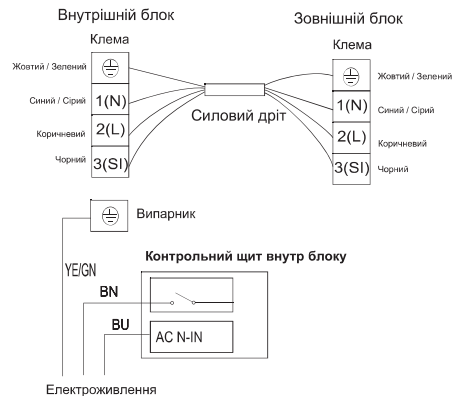 Внутрішній блок
Зовнішній блок
Клема
Клема
Жовтий / Зелений
Жовтий / Зелений
Синий / Сірий
1(N)
1(N)
Синий / Сірий
Силовий дріт
Коричневий
2(L)
2(L)
Коричневий
Чорний
3(SI)
3(SI)
Чорний
Випарник
Контрольний щит внутр блоку
YE/GN
BN
BU
AC N-IN
Електроживлення